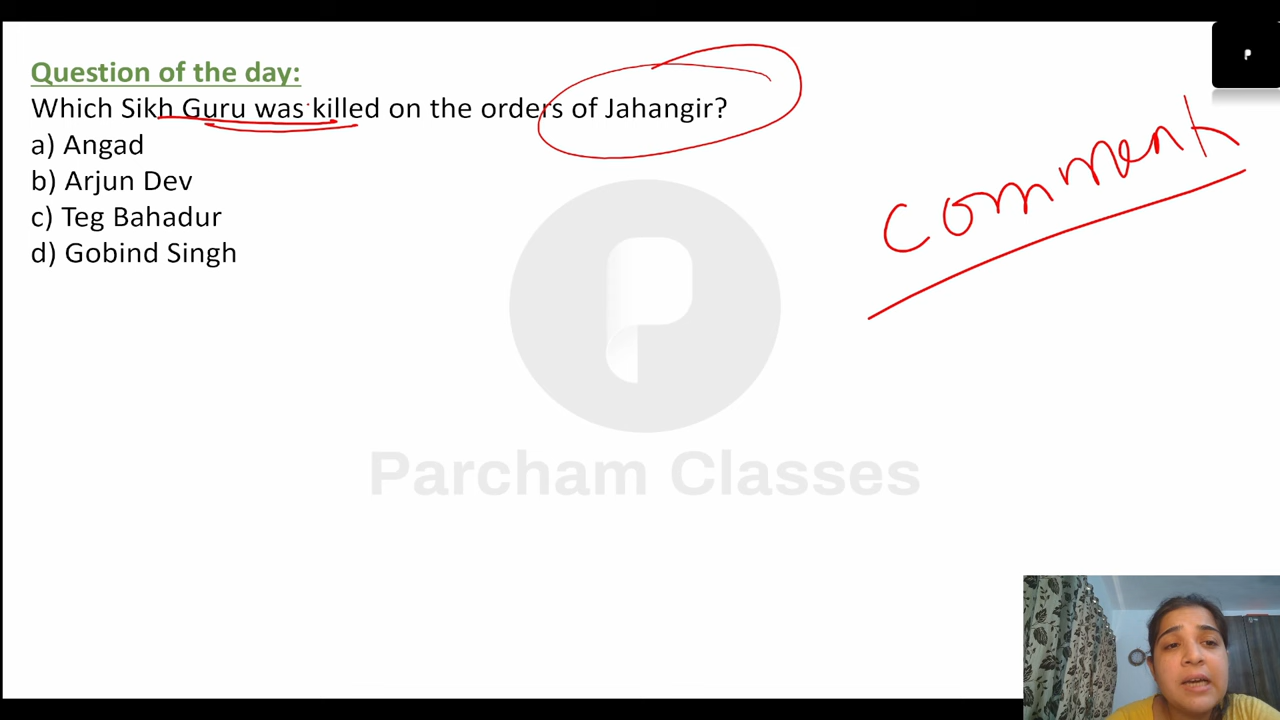 Question of the day:
Which Sikh Guru was killed on the orders of Jahangir?
a) Angad
b) Arjun Dev
c) Teg Bahadur
d) Gobind Singh
comment
Parcham Classes